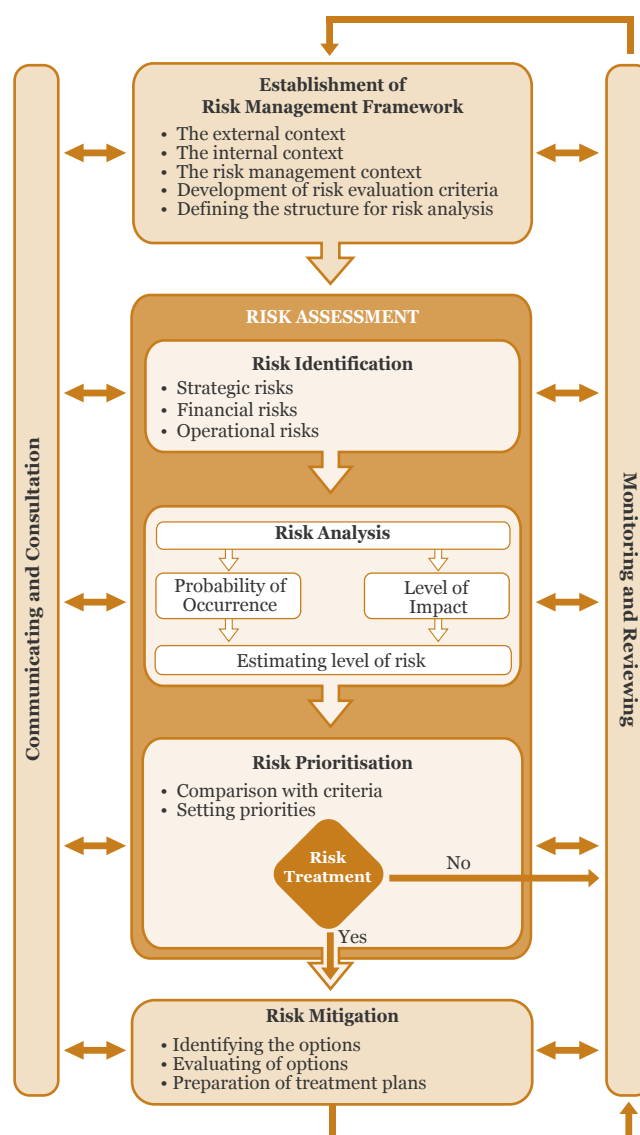 Establishment of
Risk Management Framework
• The external context
• The internal context
• The risk management context
• Development of risk evaluation criteria
• Defining the structure for risk analysis
RISK ASSESSMENT
Risk Identification
• Strategic risks
• Financial risks
• Operational risks
Risk Analysis
Probability of
Occurrence
Level of
Impact
Estimating level of risk
Risk Prioritisation
• Comparison with criteria
• Setting priorities
Risk
Treatment
No
Yes
Risk Mitigation
• Identifying the options
• Evaluating of options
• Preparation of treatment plans
Communicating and Consultation
Monitoring and Reviewing